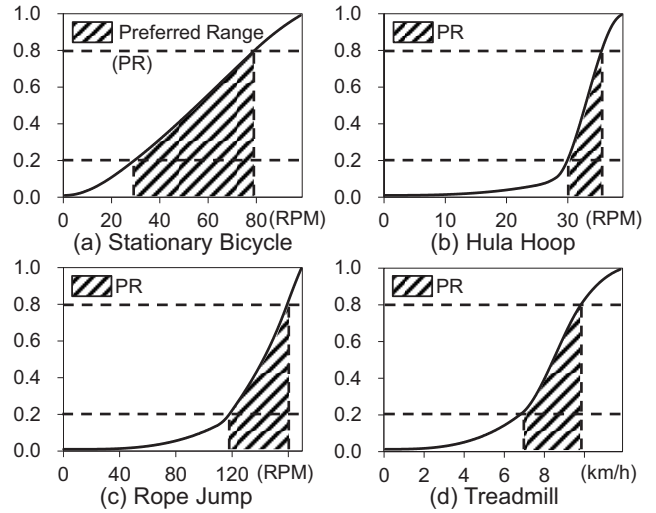 1.0
Preferred Range
0.8
(PR)
0.6
0.4
0.2
0.0
0 20 40 60 80 (RPM)
(a) Stationary Bicycle
1.0
PR
0.8
0.6
0.4
0.2
0.0
0 10 20 30 (RPM)
(b) Hula Hoop
1.0
PR
0.8
0.6
0.4
0.2
0.0
0 40 80 120 (RPM)
(c) Rope Jump
1.0
PR
0.8
0.6
0.4
0.2
0.0
0 2 4 6 8 (km/h)
(d) Treadmill